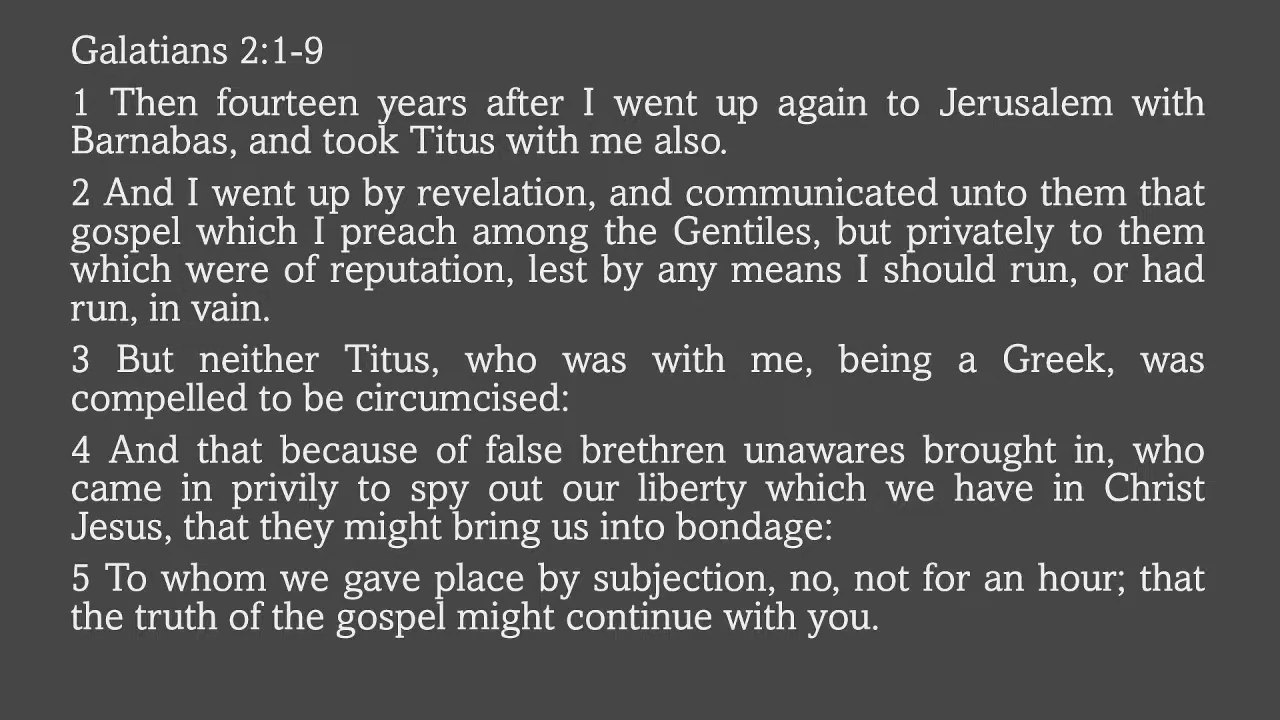 Galatians 2:1-9
1 Then fourteen years after I went up again to Jerusalem with
Barnabas, and took Titus with me also.
2 And I went up by revelation, and communicated unto them that
gospel which I preach among the Gentiles, but privately to them
which were of reputation, lest by any means I should run, or had
run, in vain.
3 But neither Titus, who was with me, being a Greek, was
compelled to be circumcised:
4 And that because of false brethren unawares brought in, who
came in privily to spy out our liberty which we have in Christ
Jesus, that they might bring us into bondage:
5 To whom we gave place by subjection, no, not for an hour; that
the truth of the gospel might continue with you.